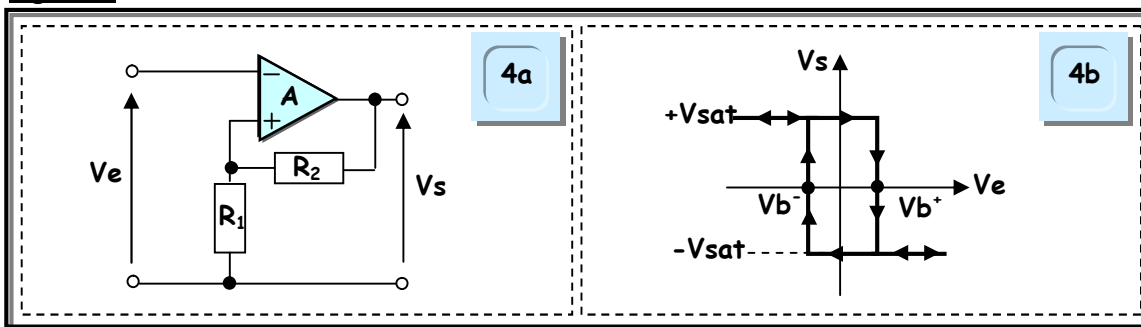 4a
A
−
+
R₂
R₁
Ve
Vs
4b
Vs
+Vsat
Ve
Vb⁻
Vb⁺
-Vsat